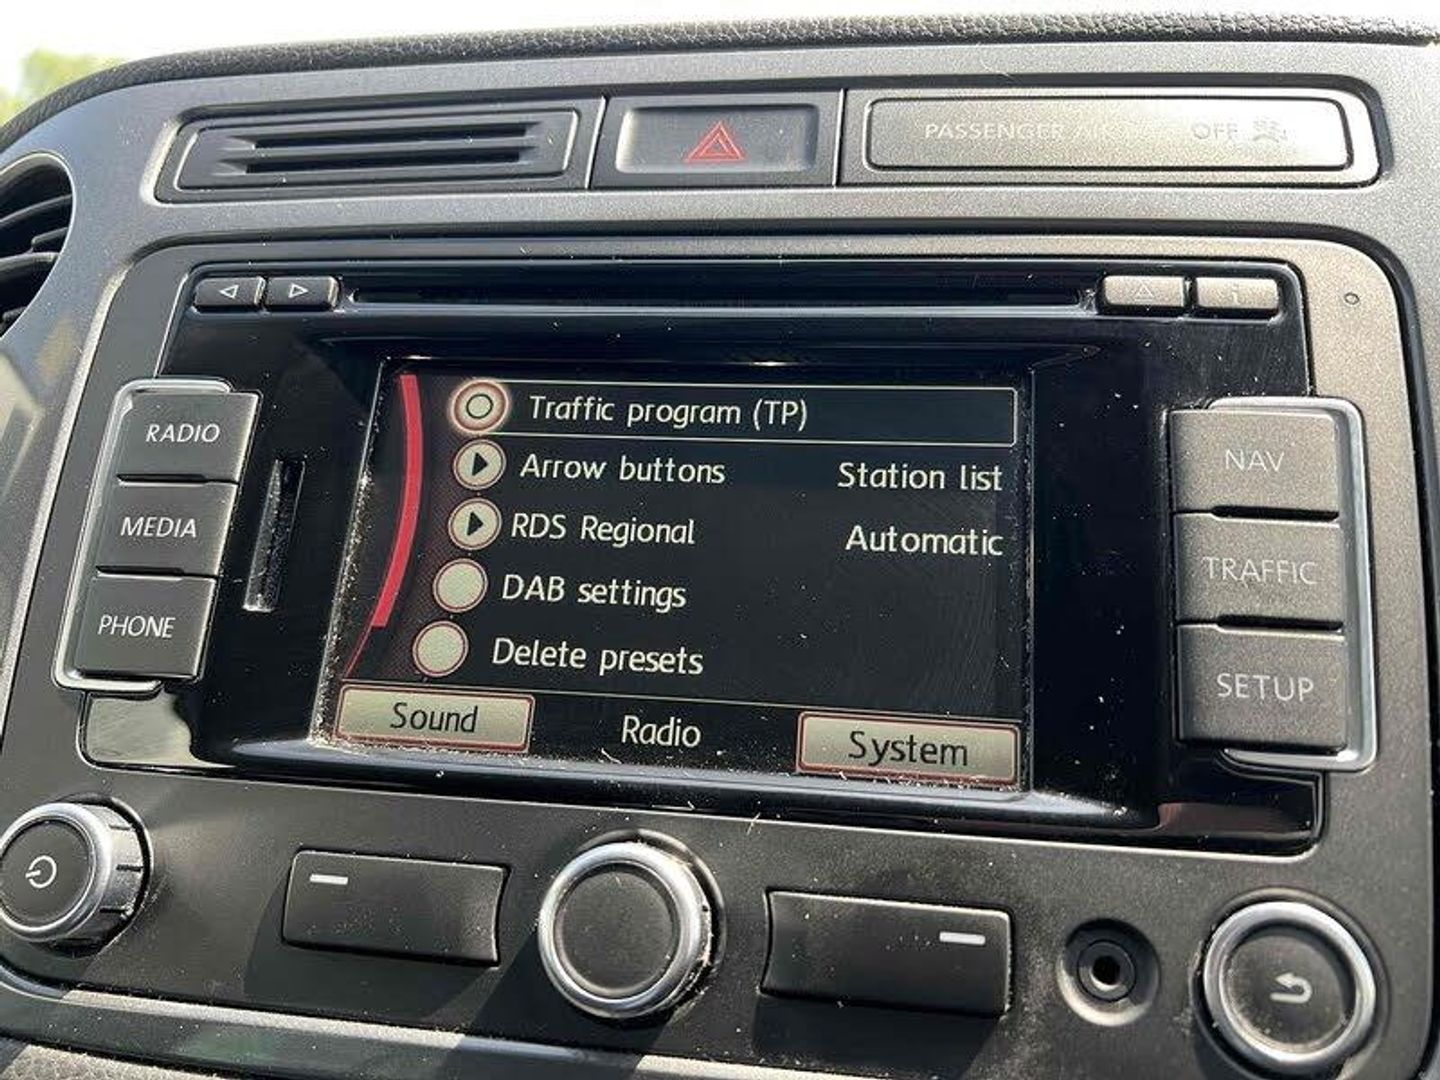 PASSENGER AIRBAG OFF
RADIO
MEDIA
PHONE
Traffic program (TP)
Arrow buttons Station list
RDS Regional Automatic
DAB settings
Delete presets
Sound Radio System
NAV
TRAFFIC
SETUP